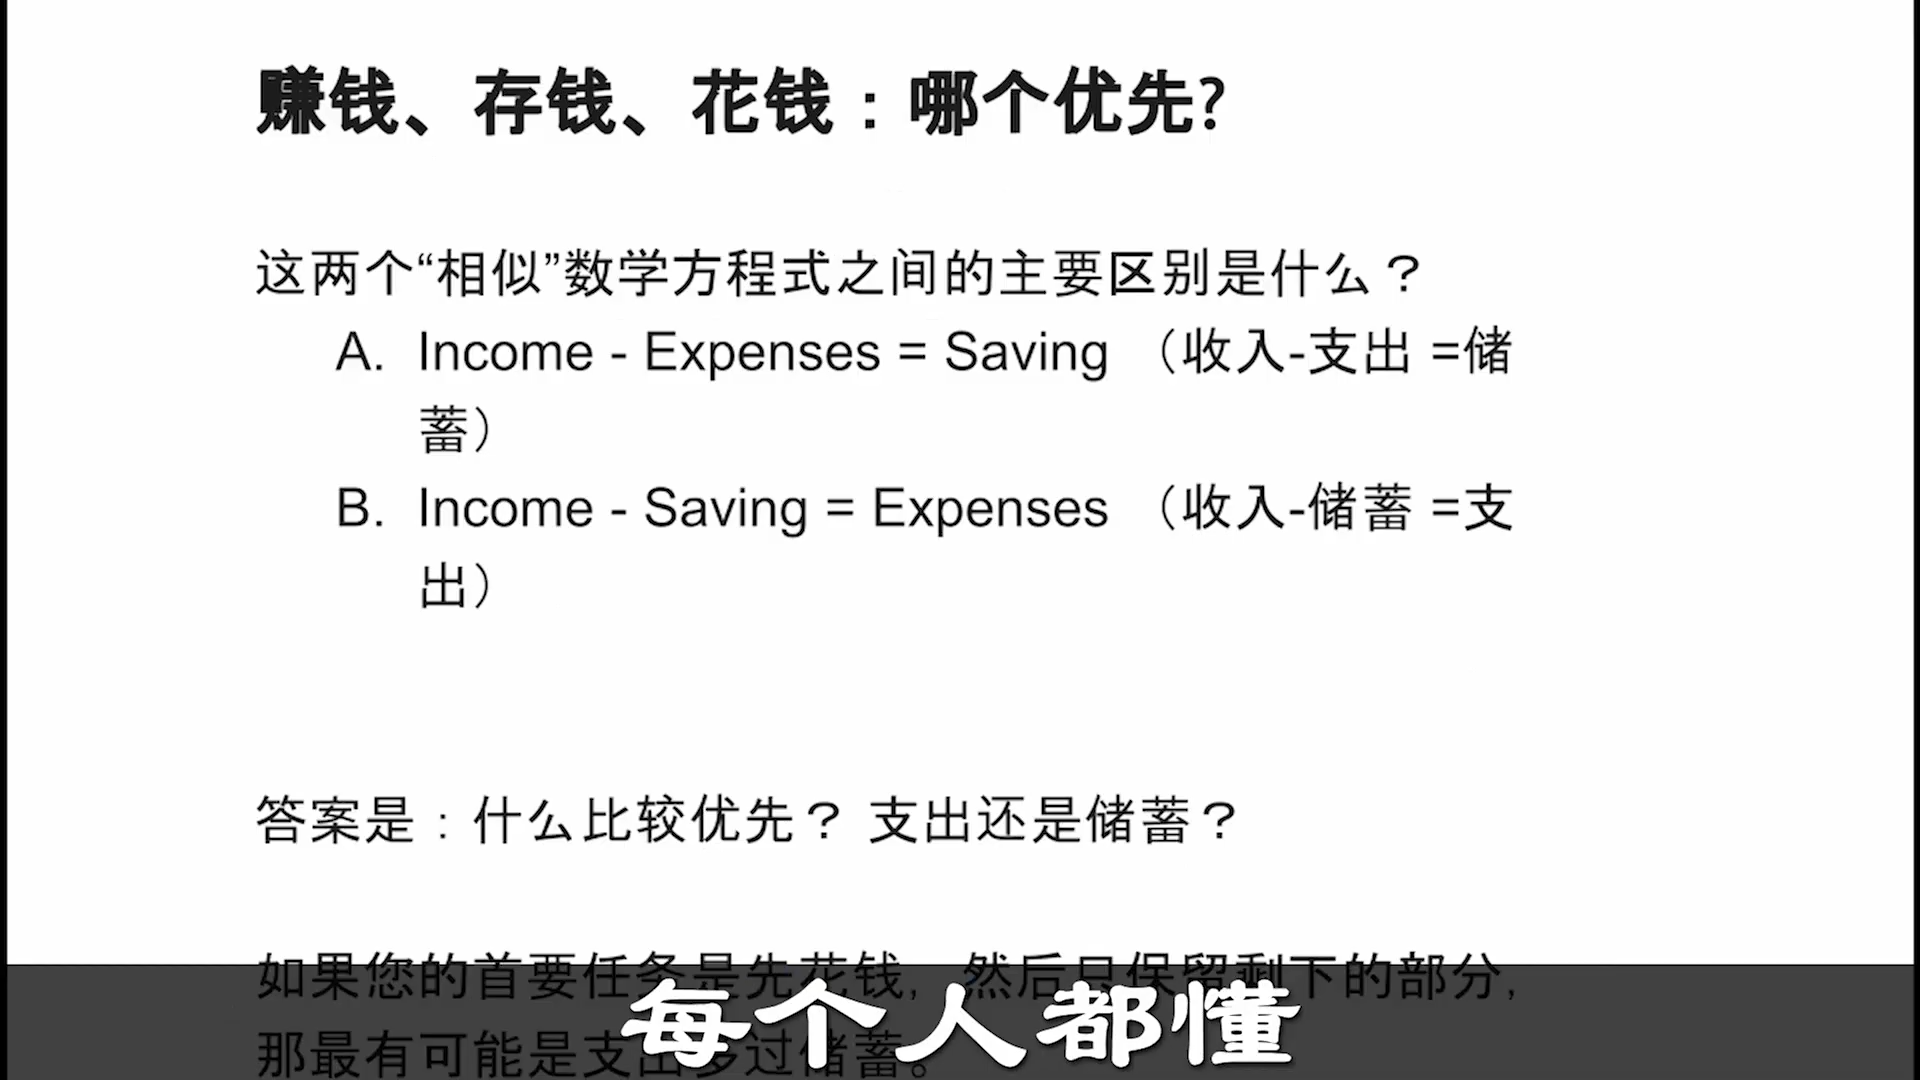 赚钱、存钱、花钱：哪个优先?
这两个“相似”数学方程式之间的主要区别是什么？
A. Income - Expenses = Saving （收入-支出 =储
蓄）
B. Income - Saving = Expenses （收入-储蓄 =支
出）
答案是：什么比较优先？ 支出还是储蓄？
如果您的首要任务是先花钱，然后只保留剩下的部分，
那最有可能是支出多过储蓄。
每个人都懂